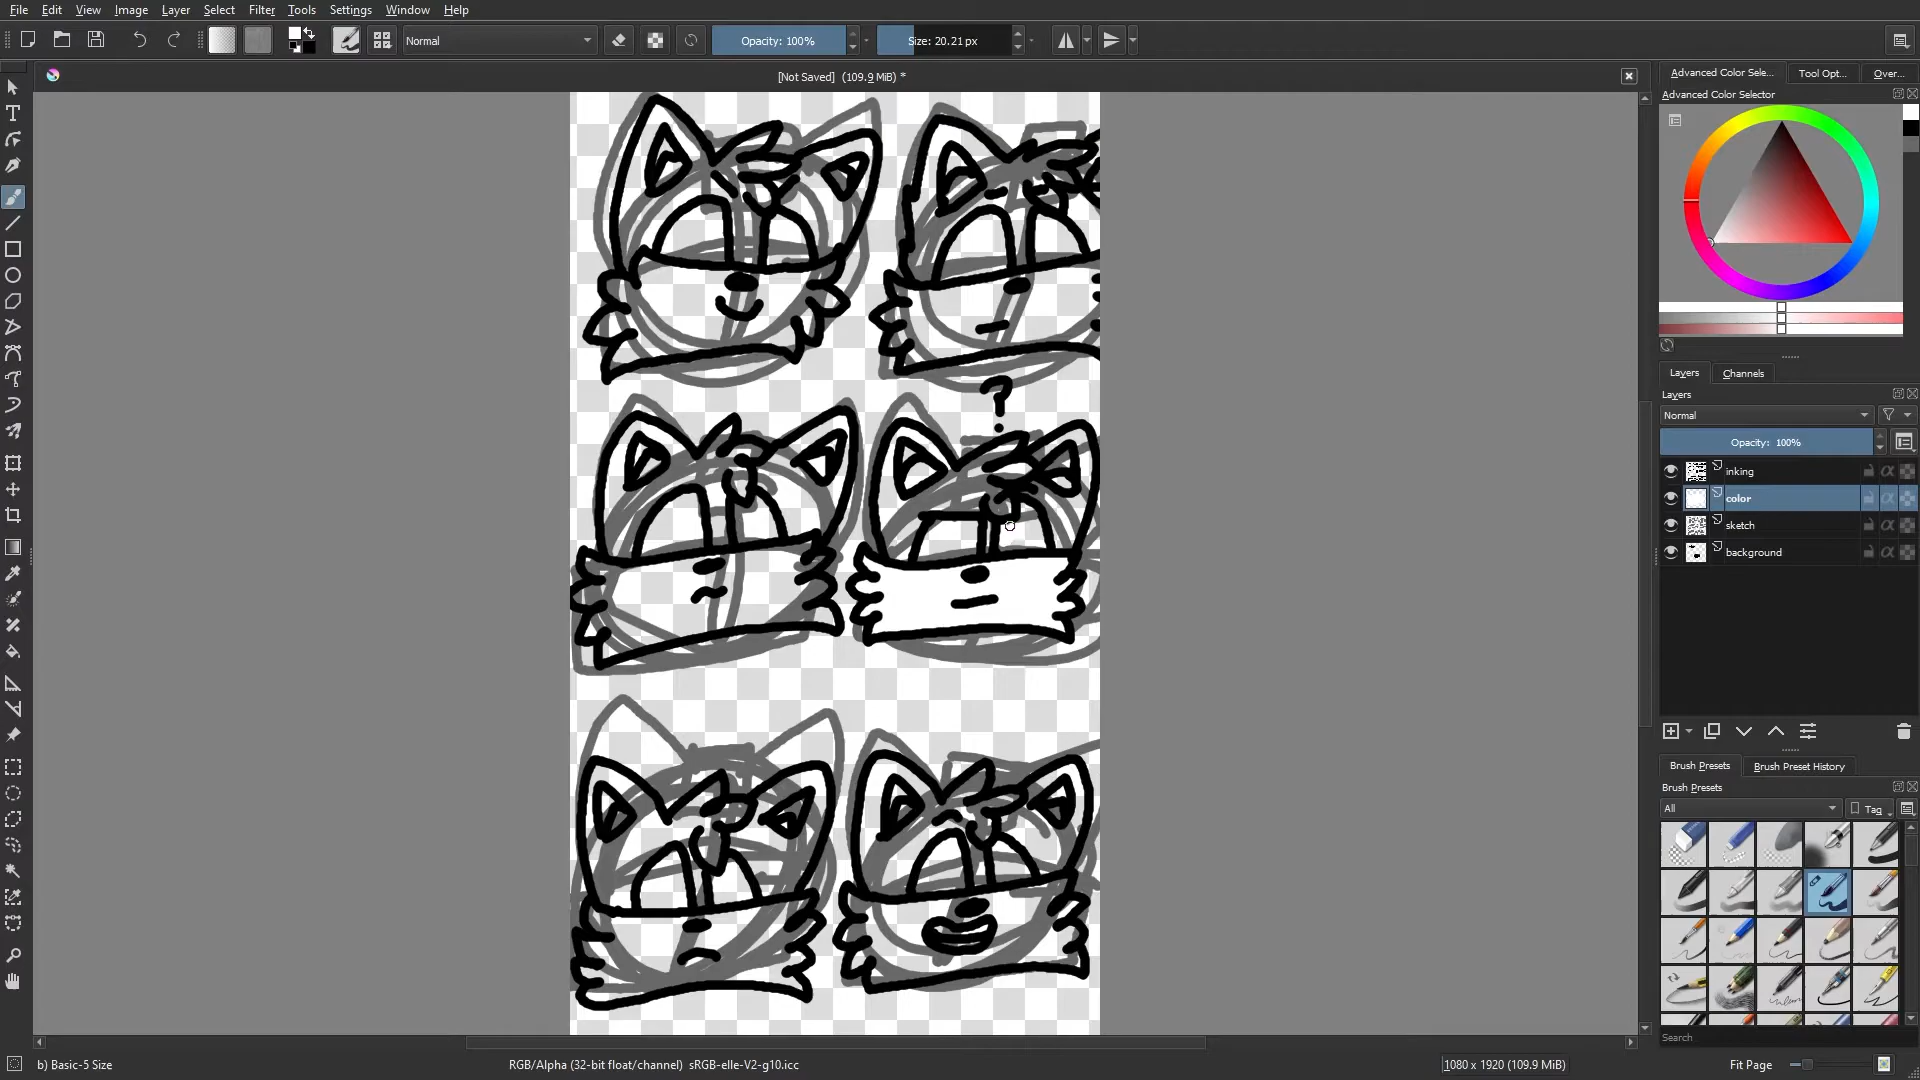 File Edit View Image Layer Select Filter Tools Settings Window Help
Normal
Opacity: 100%
Size: 20.21 px
[Not Saved] (109.9 MiB) *
Advanced Color Sele...
Tool Opt...
Over...
Advanced Color Selector
?
Layers
Channels
Layers
Normal
Opacity: 100%
inking
color
sketch
background
Brush Presets
Brush Preset History
Brush Presets
All
Tag
Search
b) Basic-5 Size
RGB/Alpha (32-bit float/channel) sRGB-elle-V2-g10.icc
1080 x 1920 (109.9 MiB)
Fit Page